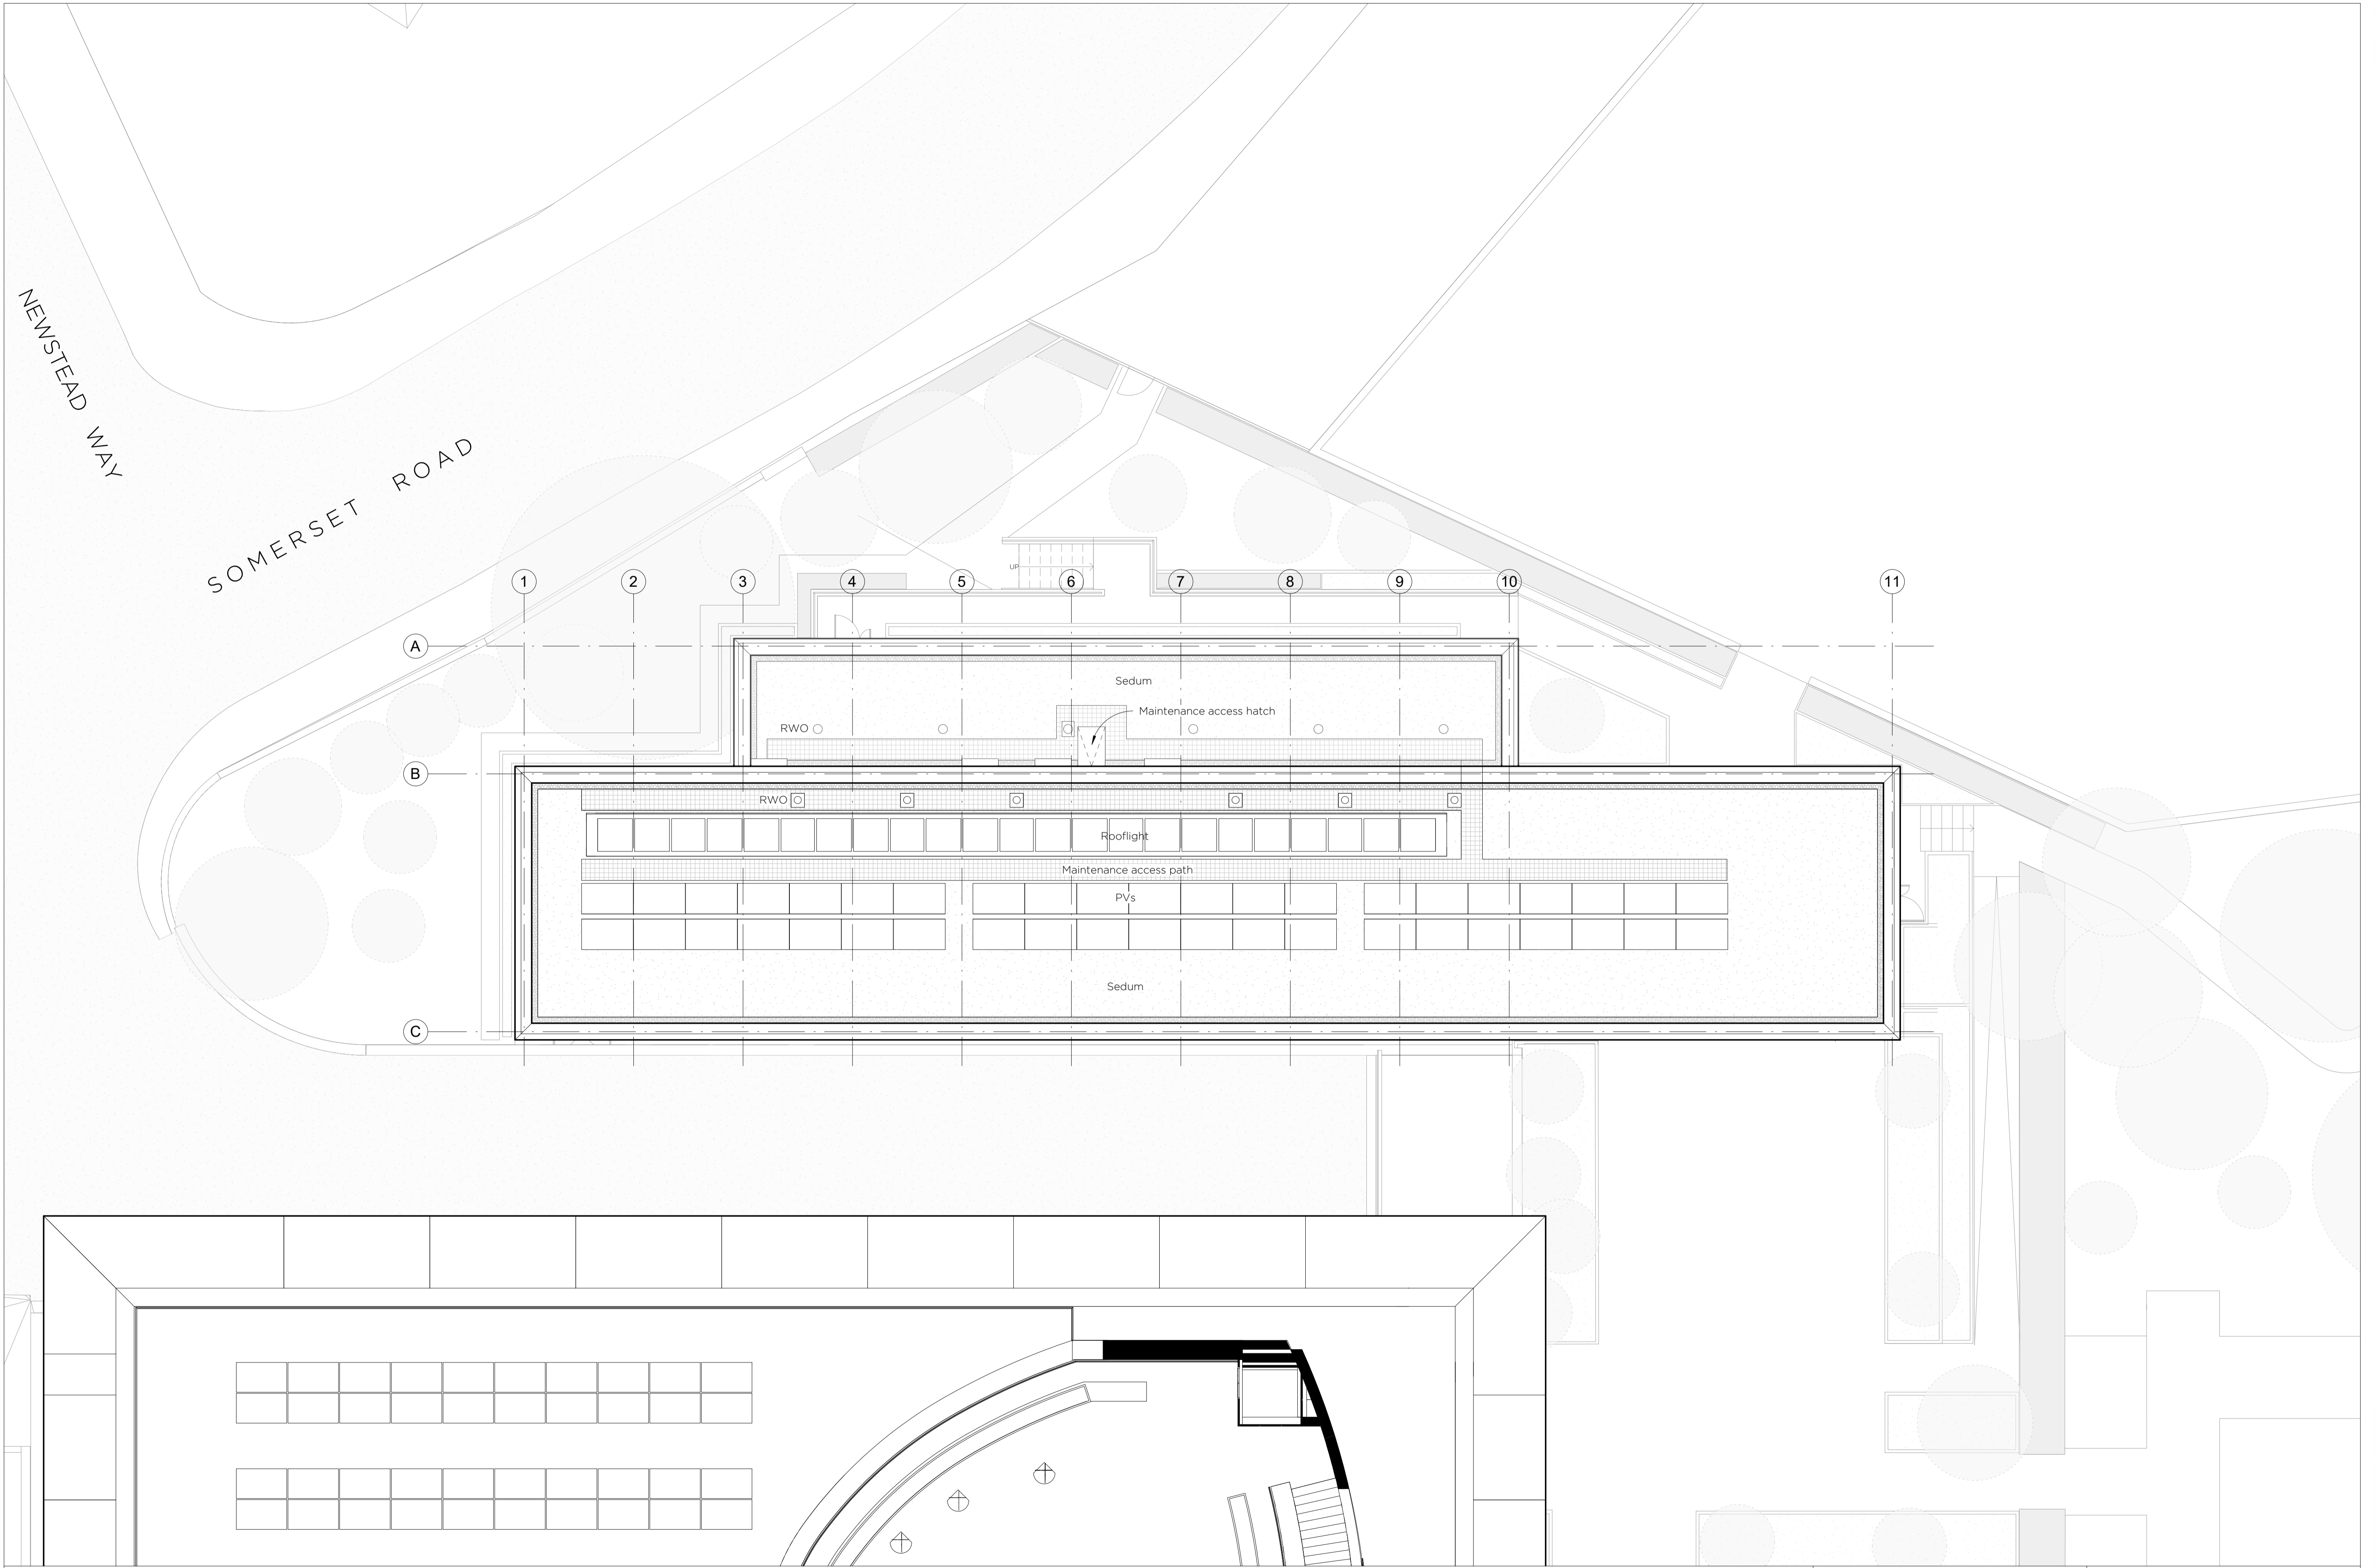 NEWSTEAD WAY
SOMERSET ROAD
UP
1 2 3 4 5 6 7 8 9 10 11
A
Sedum
Maintenance access hatch
RWO
B
RWO
Rooflight
Maintenance access path
PVs
Sedum
C